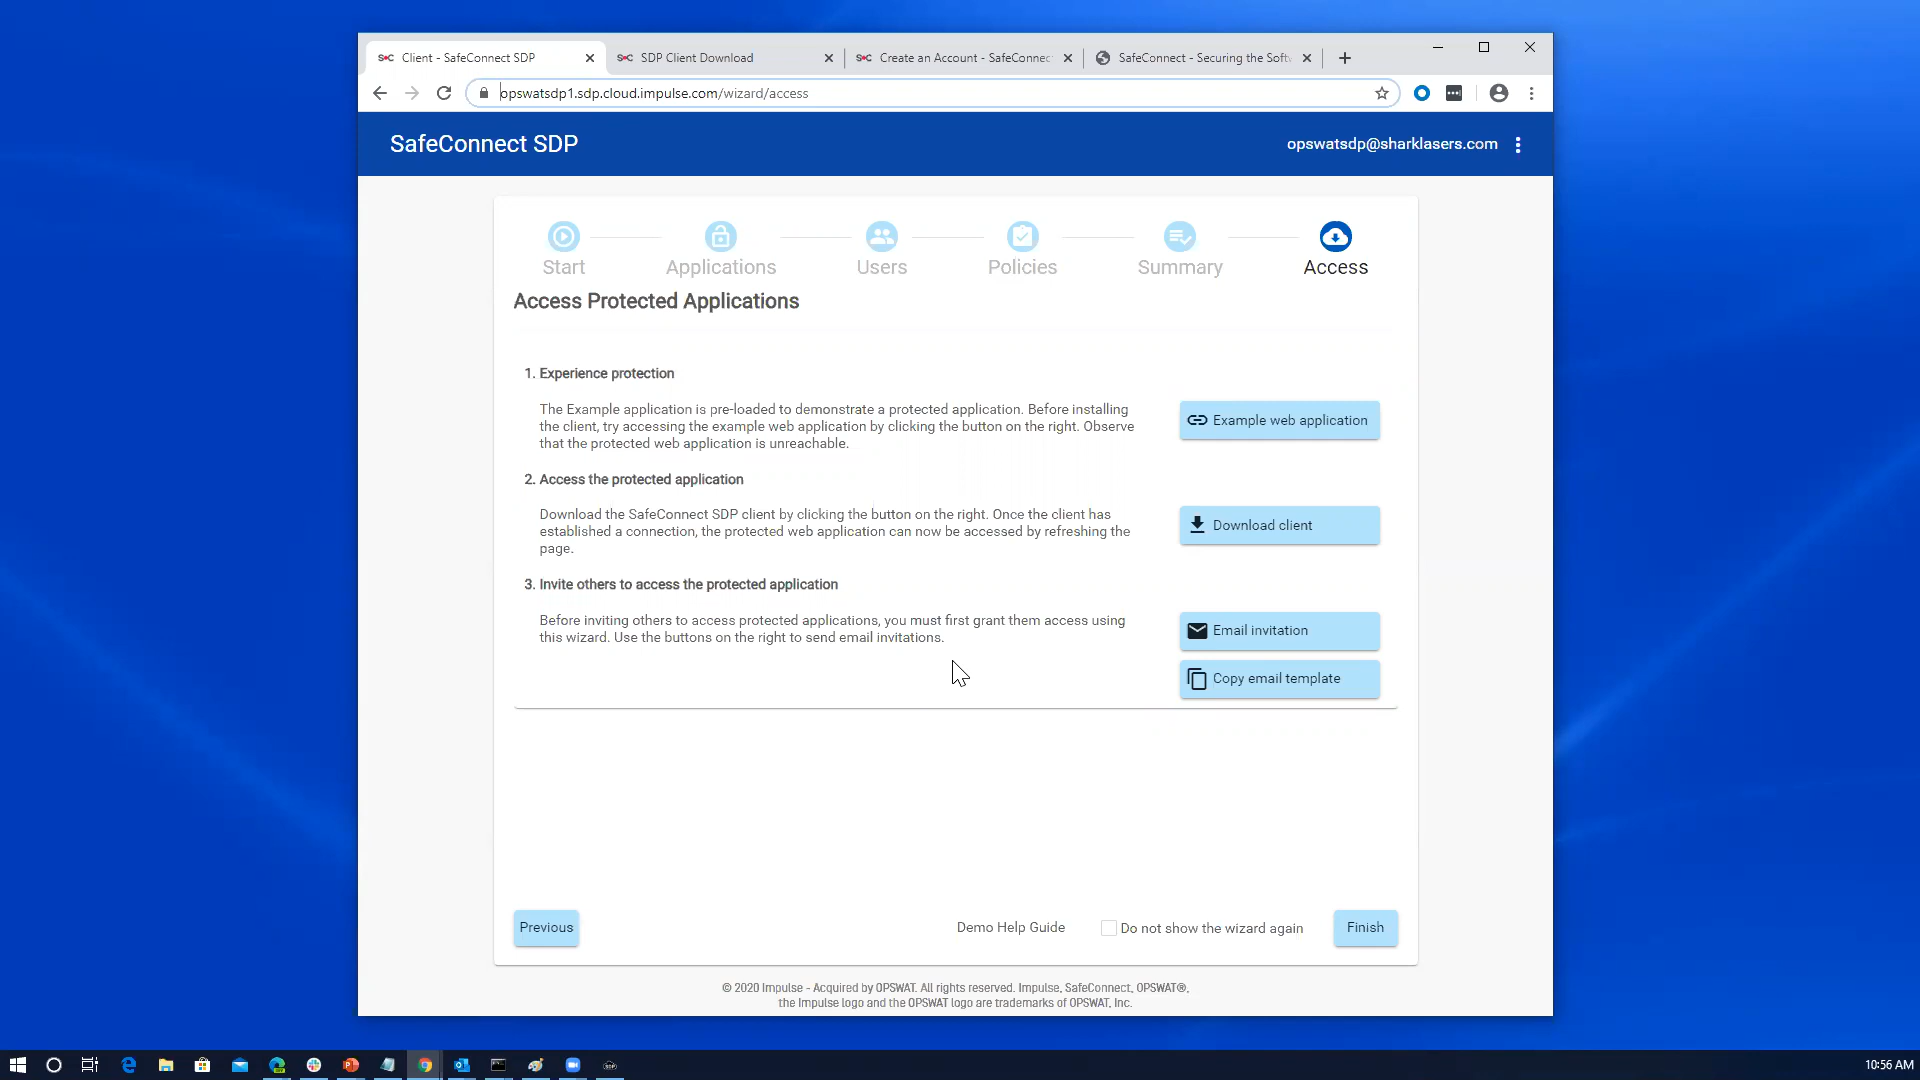 Client - SafeConnect SDP
SDP Client Download
Create an Account - SafeConnec
SafeConnect - Securing the Soft
opswatsdp1.sdp.cloud.impulse.com/wizard/access
SafeConnect SDP
opswatsdp@sharklasers.com
Start
Applications
Users
Policies
Summary
Access
Access Protected Applications
1. Experience protection
The Example application is pre-loaded to demonstrate a protected application. Before installing
the client, try accessing the example web application by clicking the button on the right. Observe
that the protected web application is unreachable.
Example web application
2. Access the protected application
Download the SafeConnect SDP client by clicking the button on the right. Once the client has
established a connection, the protected web application can now be accessed by refreshing the
page.
Download client
3. Invite others to access the protected application
Before inviting others to access protected applications, you must first grant them access using
this wizard. Use the buttons on the right to send email invitations.
Email invitation
Copy email template
Previous
Demo Help Guide
Do not show the wizard again
Finish
© 2020 Impulse - Acquired by OPSWAT. All rights reserved. Impulse, SafeConnect, OPSWAT®,
the Impulse logo and the OPSWAT logo are trademarks of OPSWAT, Inc.
10:56 AM